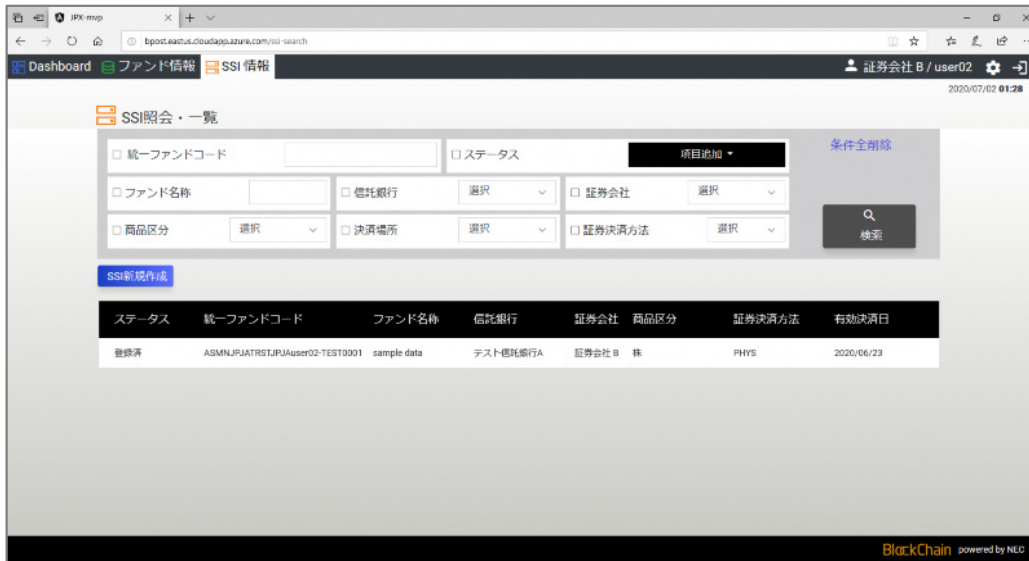 JPX-mvp
bpost.eastus.cloudapp.azure.com/ssi-search
Dashboard ファンド情報 SSI 情報 証券会社 B / user02
2020/07/02 01:28
SSI照会・一覧
統一ファンドコード ステータス 項目追加 条件全削除
ファンド名称 信託銀行 選択 証券会社 選択
商品区分 選択 決済場所 選択 証券決済方法 選択
検索
SSI新規作成
ステータス 統一ファンドコード ファンド名称 信託銀行 証券会社 商品区分 証券決済方法 有効決済日
登録済 ASMNJPJATRSTJPJAuser02-TEST0001 sample data テスト信託銀行A 証券会社 B 株 PHYS 2020/06/23
BlockChain powered by NEC